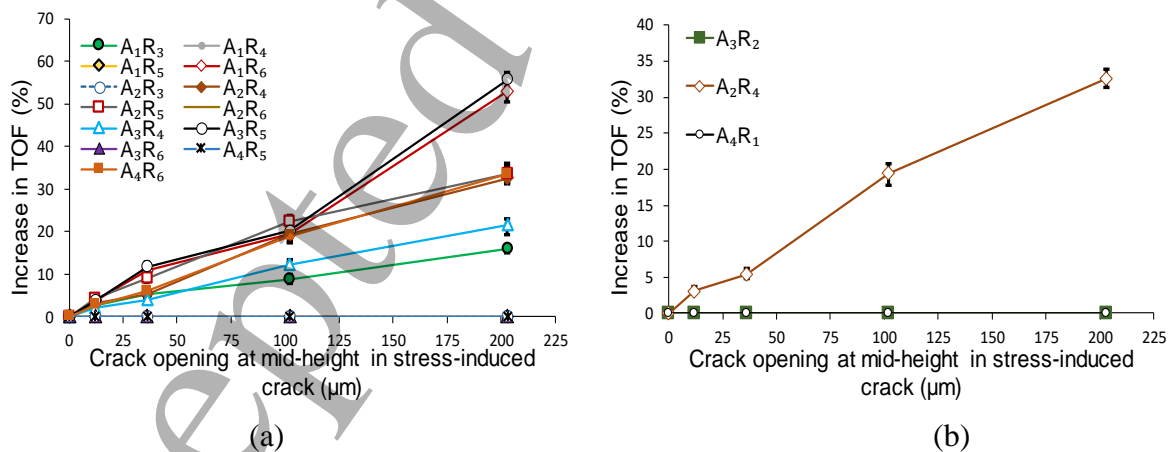 70
60
50
40
30
20
10
0
Increase in TOF (%)
A₁R₃ A₁R₄
A₁R₅ A₁R₆
A₂R₃ A₂R₄
A₂R₅ A₂R₆
A₃R₄ A₃R₅
A₃R₆ A₄R₅
A₄R₆
0 25 50 75 100 125 150 175 200 225
Crack opening at mid-height in stress-induced
crack (µm)
(a)
40
35
30
25
20
15
10
5
0
Increase in TOF (%)
A₃R₂
A₂R₄
A₄R₁
0 25 50 75 100 125 150 175 200 225
Crack opening at mid-height in stress-induced
crack (µm)
(b)
epted